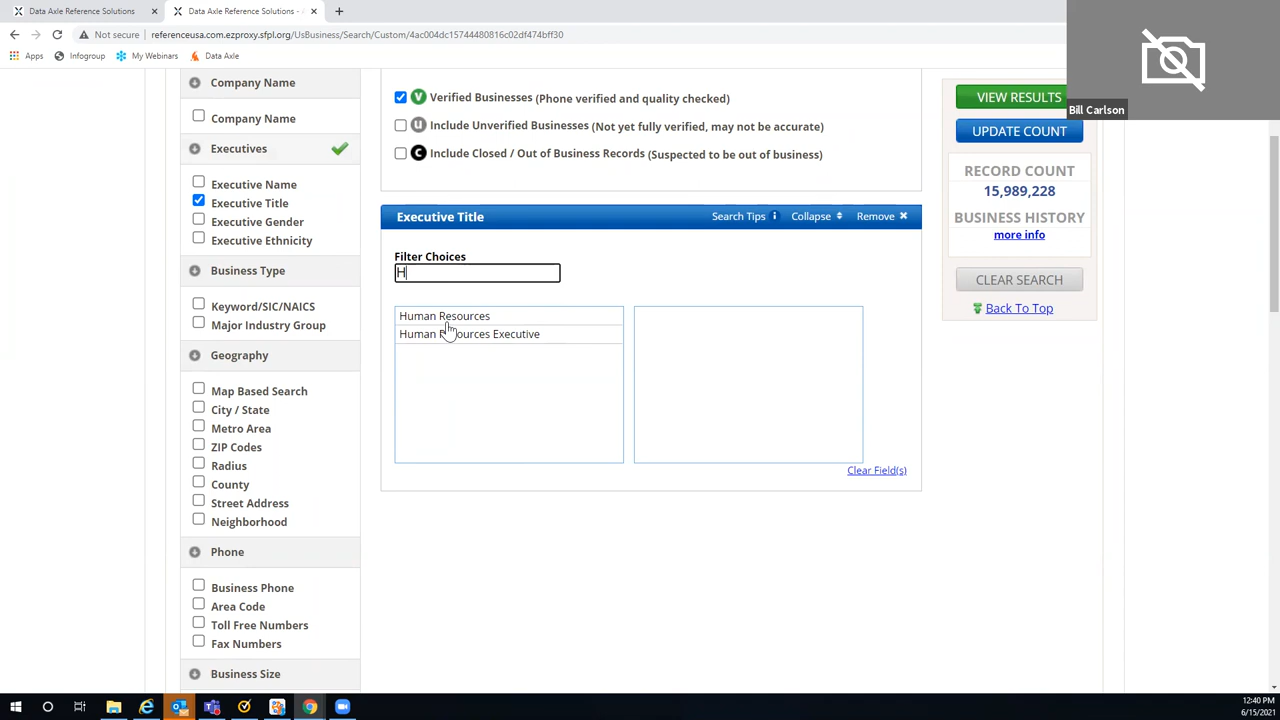 Data Axle Reference Solutions
Data Axle Reference Solutions - 
Not secure
referenceusa.com.ezproxy.sfpl.org/UsBusiness/Search/Custom/4ac004dc15744480816c02df474bff30
Apps
Infogroup
My Webinars
Data Axle
Company Name
Company Name
Executives
Executive Name
Executive Title
Executive Gender
Executive Ethnicity
Business Type
Keyword/SIC/NAICS
Major Industry Group
Geography
Map Based Search
City / State
Metro Area
ZIP Codes
Radius
County
Street Address
Neighborhood
Phone
Business Phone
Area Code
Toll Free Numbers
Fax Numbers
Business Size
Verified Businesses (Phone verified and quality checked)
Include Unverified Businesses (Not yet fully verified, may not be accurate)
Include Closed / Out of Business Records (Suspected to be out of business)
Executive Title
Search Tips
Collapse
Remove
Filter Choices
H
Human Resources
Human Resources Executive
Clear Field(s)
VIEW RESULTS
UPDATE COUNT
RECORD COUNT
15,989,228
BUSINESS HISTORY
more info
CLEAR SEARCH
Back To Top
Bill Carlson
12:40 PM
6/15/2021